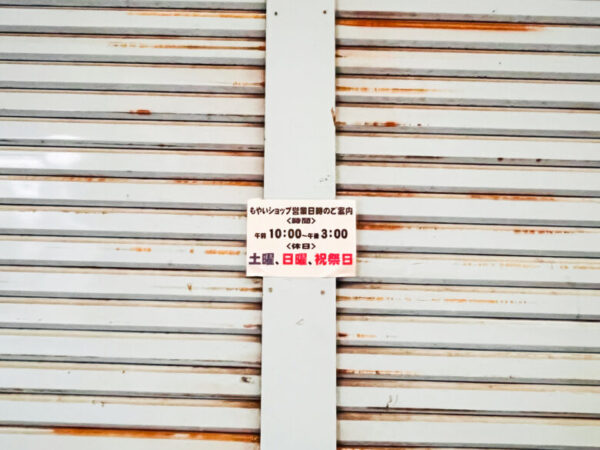 もやいショップ営業日時のご案内
<時間>
午前 10:00~午後 3:00
<休日>
土曜、日曜、祝祭日